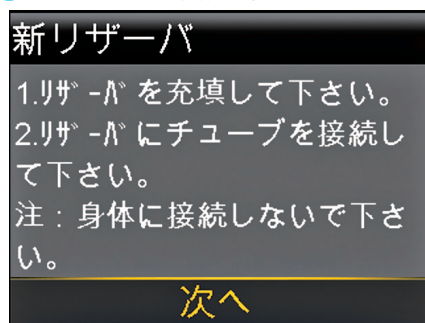 新リザーバ
1.ﾘｻﾞｰﾊﾞを充填して下さい。
2.ﾘｻﾞｰﾊﾞにチューブを接続し
て下さい。
注：身体に接続しないで下さ
い。
次へ